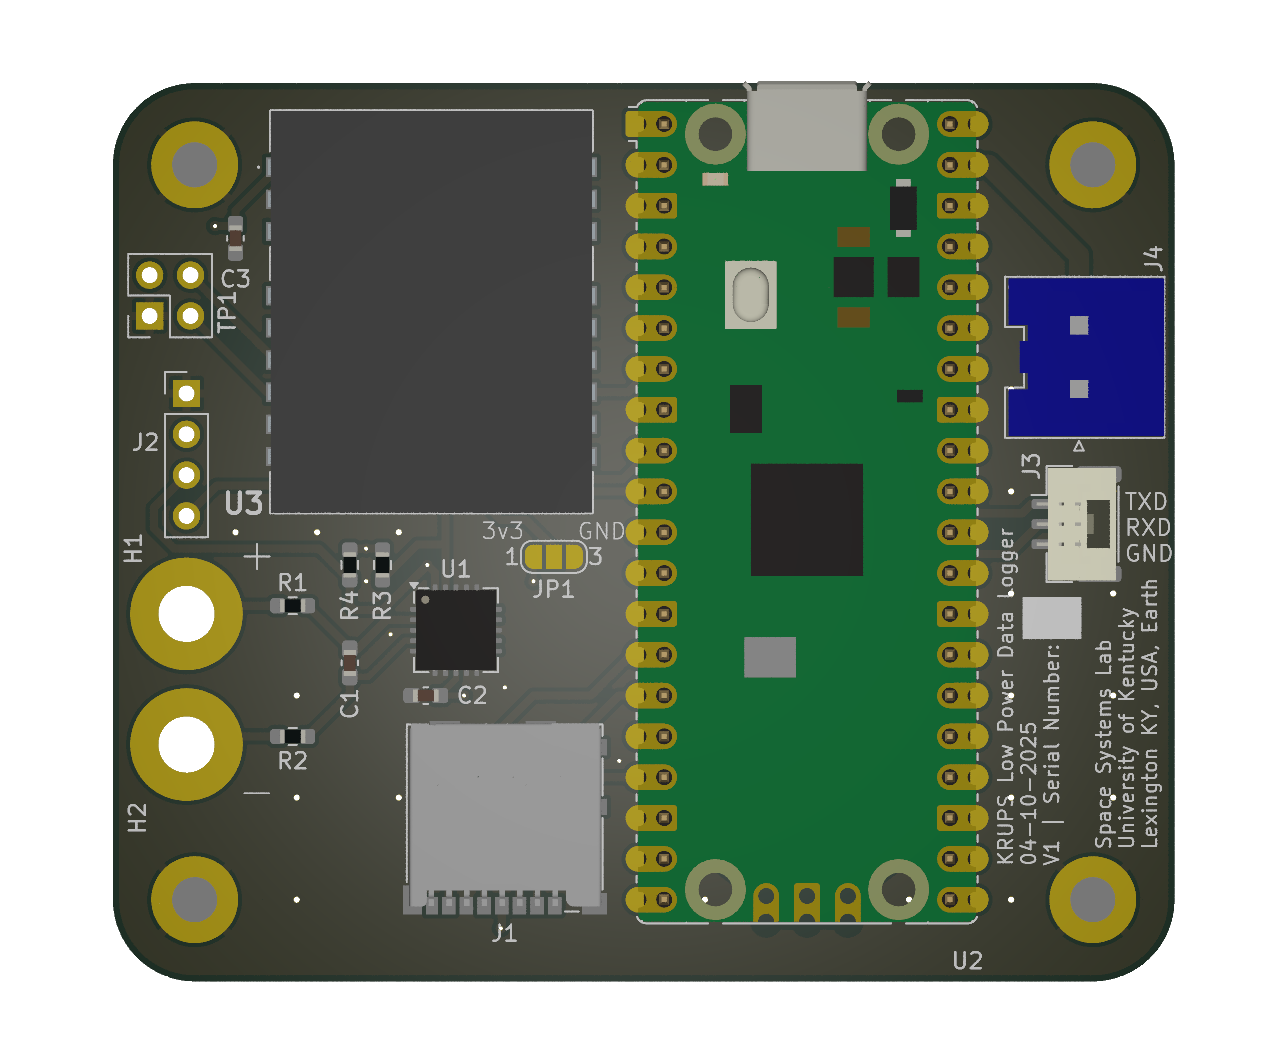 C3
TP1
J2
U3
H1
+
R1
R4
R3
C1
R2
H2
—
3v3
GND
1
3
JP1
U1
C2
J1
J4
J3
TXD
RXD
GND
KRUPS Low Power Data Logger
04-10-2025
V1 | Serial Number:
Space Systems Lab
University of Kentucky
Lexington KY, USA, Earth
U2